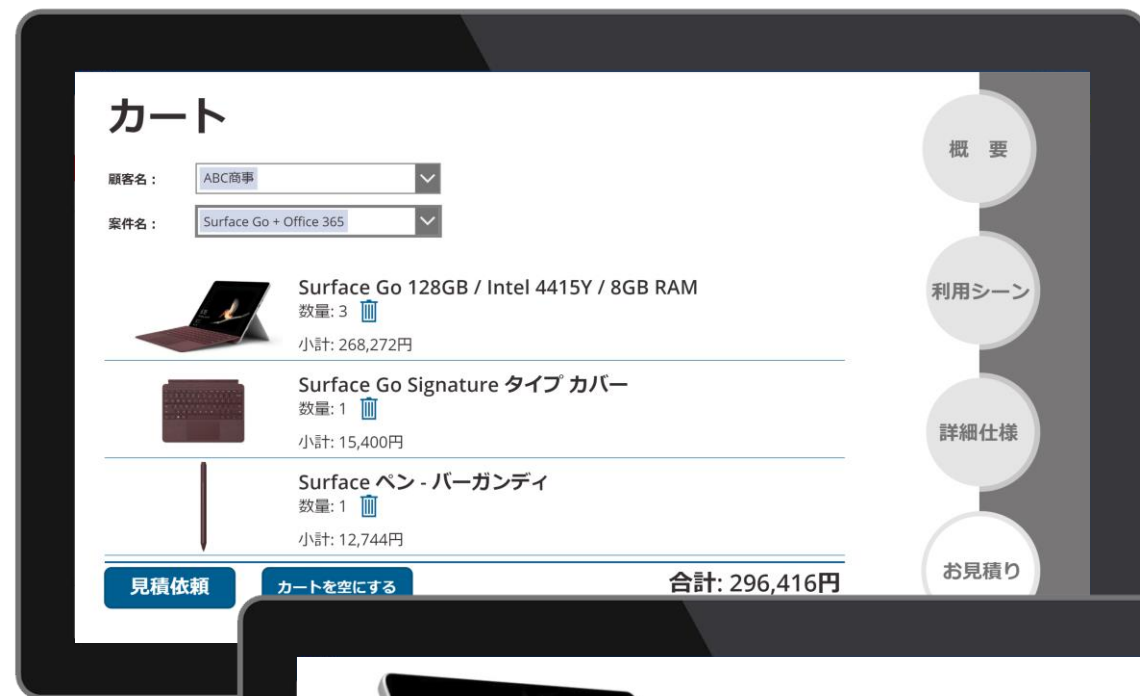 カート
顧客名：
ABC商事
案件名：
Surface Go + Office 365
Surface Go 128GB / Intel 4415Y / 8GB RAM
数量: 3
小計: 268,272円
Surface Go Signature タイプ カバー
数量: 1
小計: 15,400円
Surface ペン - バーガンディ
数量: 1
小計: 12,744円
見積依頼
カートを空にする
合計: 296,416円
概 要
利用シーン
詳細仕様
お見積り